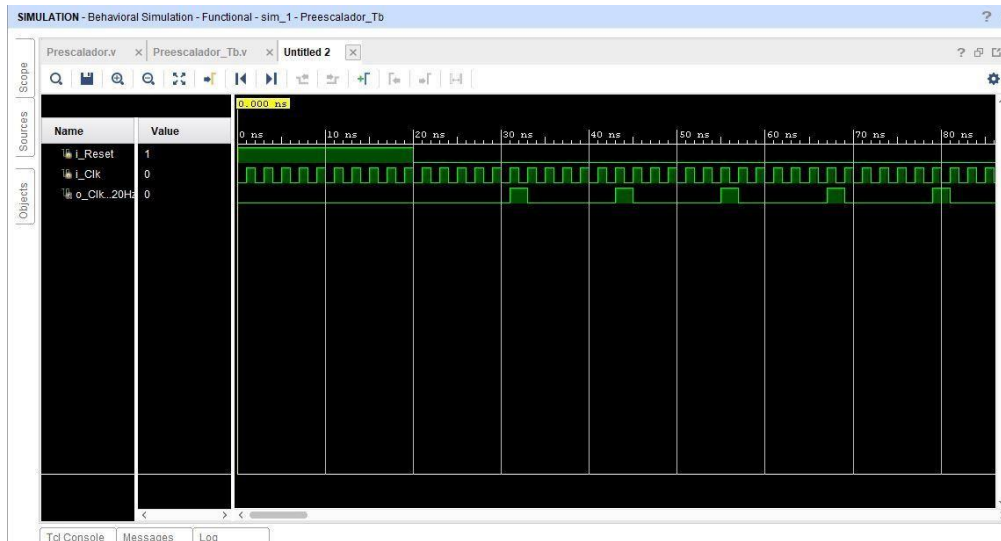 SIMULATION - Behavioral Simulation - Functional - sim_1 - Preescalador_Tb ?
Scope
Sources
Objects
Prescalador.v × Preescalador_Tb.v × Untitled 2 ×
0.000 ns
Name Value
0 ns 10 ns 20 ns 30 ns 40 ns 50 ns 60 ns 70 ns 80 ns
i_Reset 1
i_Clk 0
o_Clk...20Hz 0
Tcl Console Messages Log